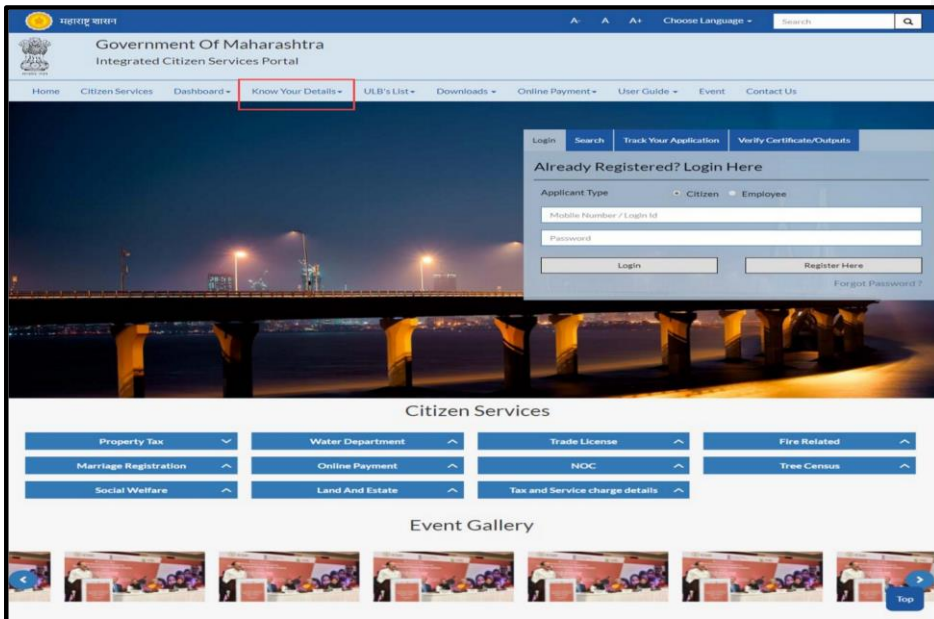 महाराष्ट्र शासन
A- A A+ Choose Language Search
Government Of Maharashtra
Integrated Citizen Services Portal
Home Citizen Services Dashboard Know Your Details ULB's List Downloads Online Payment User Guide Event Contact Us
Login Search Track Your Application Verify Certificate/Outputs
Already Registered? Login Here
Applicant Type Citizen Employee
Mobile Number / Login Id
Password
Login Register Here
Forgot Password ?
Citizen Services
Property Tax Water Department Trade License Fire Related
Marriage Registration Online Payment NOC Tree Census
Social Welfare Land And Estate Tax and Service charge details
Event Gallery
Top